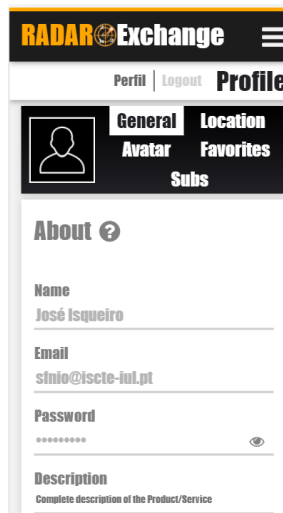 RADAR Exchange
Perfil | Logout Profile
General Location
Avatar Favorites
Subs
About ?
Name
José Isqueiro
Email
sfnio@iscte-iul.pt
Password
•••••••••
Description
Complete description of the Product/Service